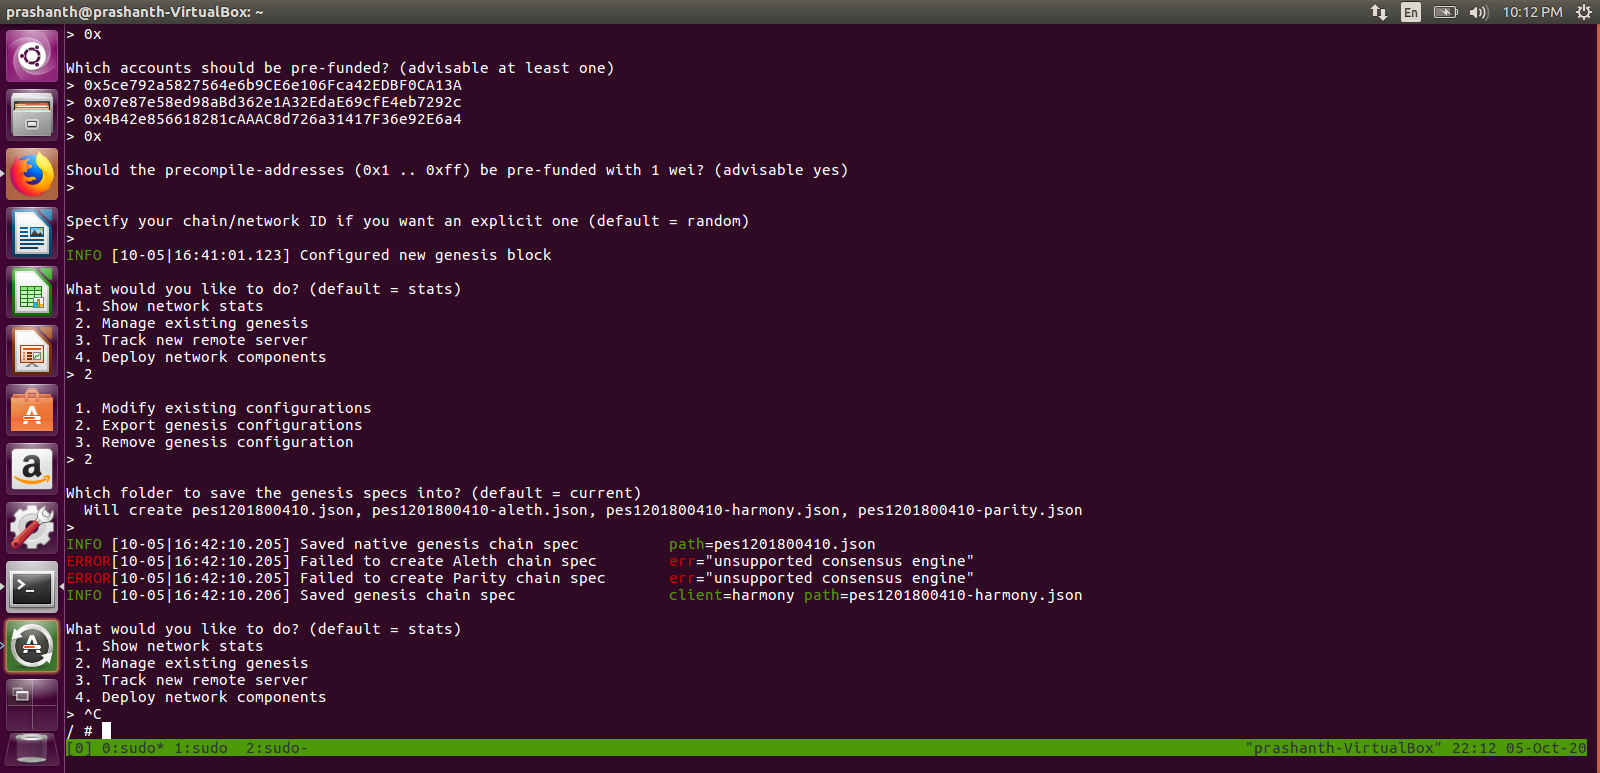 prashanth@prashanth-VirtualBox: ~
En
10:12 PM
> 0x
Which accounts should be pre-funded? (advisable at least one)
> 0x5ce792a5827564e6b9CE6e106Fca42EDBF0CA13A
> 0x07e87e58ed98aBd362e1A32EdaE69cfE4eb7292c
> 0x4B42e856618281cAAAC8d726a31417F36e92E6a4
> 0x
Should the precompile-addresses (0x1 .. 0xff) be pre-funded with 1 wei? (advisable yes)
>
Specify your chain/network ID if you want an explicit one (default = random)
>
INFO [10-05|16:41:01.123] Configured new genesis block
What would you like to do? (default = stats)
1. Show network stats
2. Manage existing genesis
3. Track new remote server
4. Deploy network components
> 2
1. Modify existing configurations
2. Export genesis configurations
3. Remove genesis configuration
> 2
Which folder to save the genesis specs into? (default = current)
Will create pes1201800410.json, pes1201800410-aleth.json, pes1201800410-harmony.json, pes1201800410-parity.json
>
INFO [10-05|16:42:10.205] Saved native genesis chain spec path=pes1201800410.json
ERROR[10-05|16:42:10.205] Failed to create Aleth chain spec err="unsupported consensus engine"
ERROR[10-05|16:42:10.205] Failed to create Parity chain spec err="unsupported consensus engine"
INFO [10-05|16:42:10.206] Saved genesis chain spec client=harmony path=pes1201800410-harmony.json
What would you like to do? (default = stats)
1. Show network stats
2. Manage existing genesis
3. Track new remote server
4. Deploy network components
> ^C
/ #
[0] 0:sudo* 1:sudo 2:sudo- "prashanth-VirtualBox" 22:12 05-Oct-20